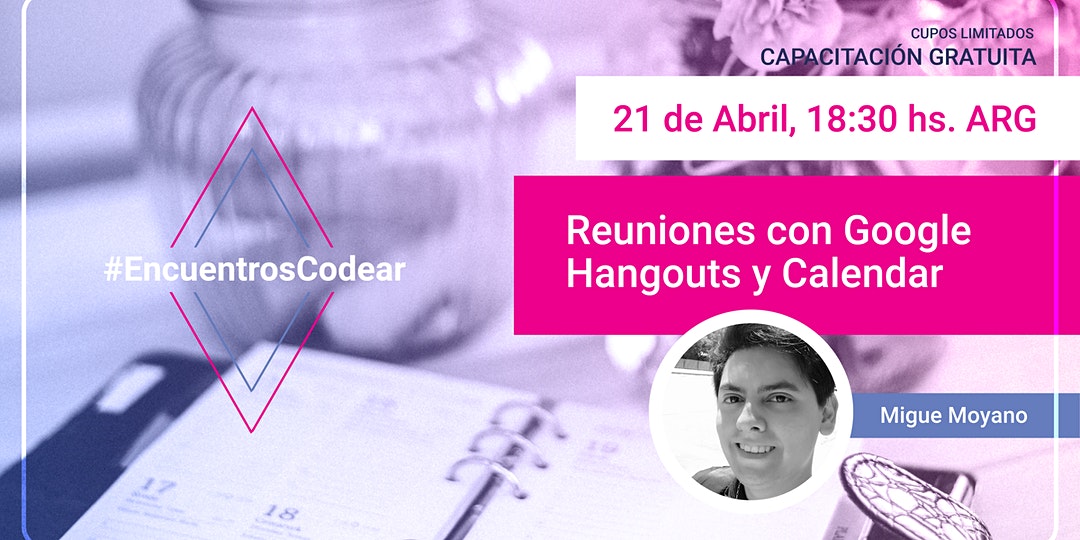 CUPOS LIMITADOS
CAPACITACIÓN GRATUITA
21 de Abril, 18:30 hs. ARG
Reuniones con Google
Hangouts y Calendar
#EncuentrosCodear
Migue Moyano
17
18
19